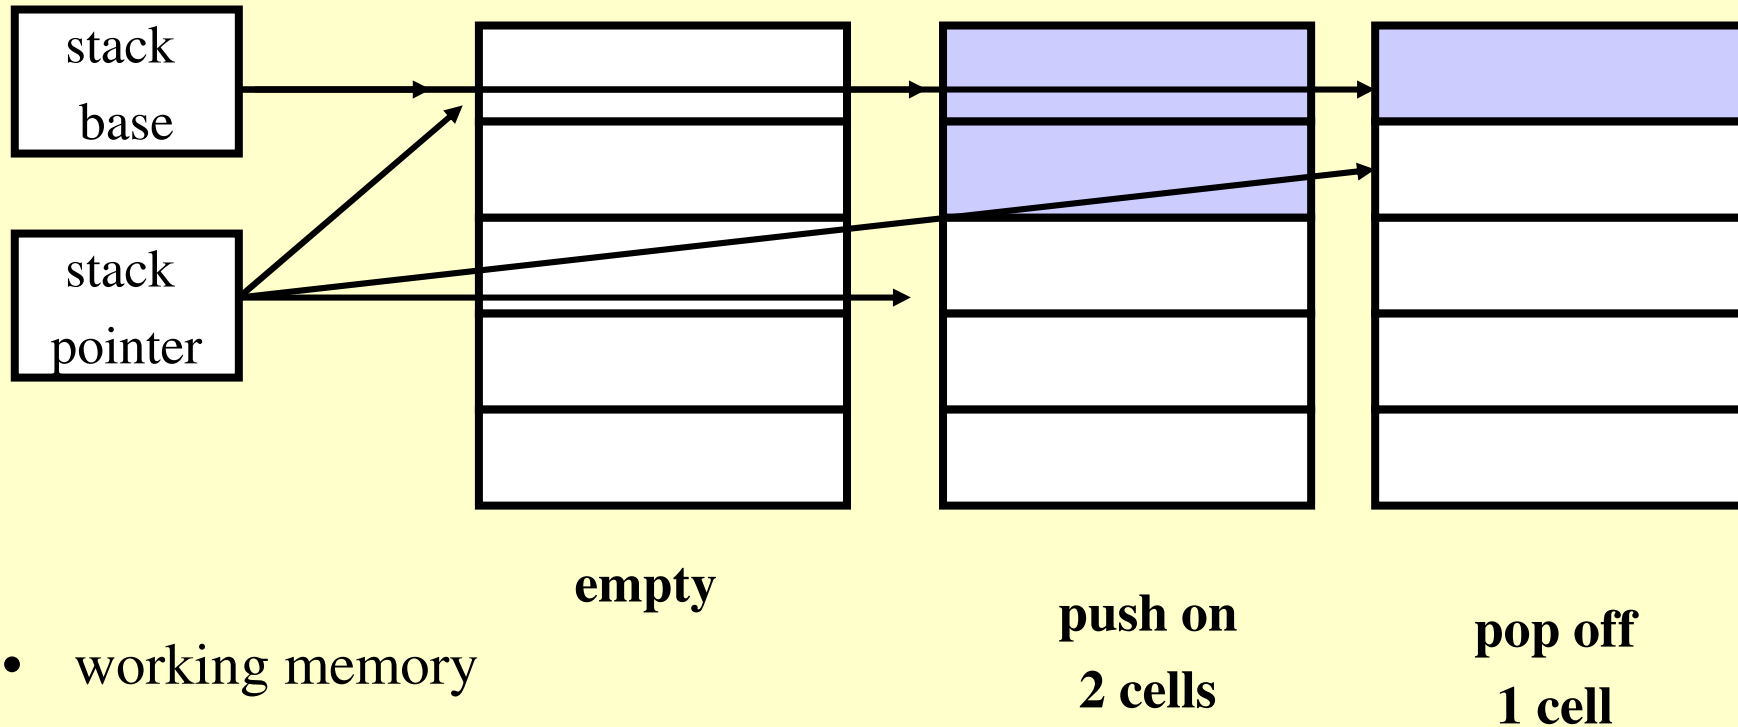 stack
base
stack
pointer
empty
push on
2 cells
pop off
1 cell
• working memory